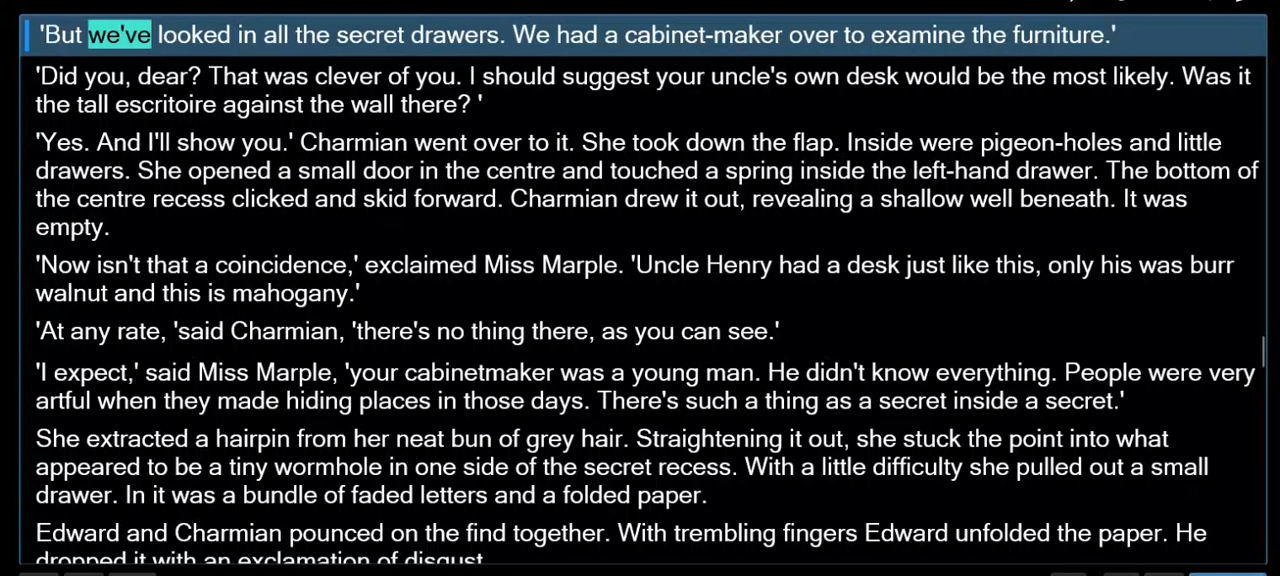 'But we've looked in all the secret drawers. We had a cabinet-maker over to examine the furniture.'
'Did you, dear? That was clever of you. I should suggest your uncle's own desk would be the most likely. Was it
the tall escritoire against the wall there? '
'Yes. And I'll show you.' Charmian went over to it. She took down the flap. Inside were pigeon-holes and little
drawers. She opened a small door in the centre and touched a spring inside the left-hand drawer. The bottom of
the centre recess clicked and skid forward. Charmian drew it out, revealing a shallow well beneath. It was
empty.
'Now isn't that a coincidence,' exclaimed Miss Marple. 'Uncle Henry had a desk just like this, only his was burr
walnut and this is mahogany.'
'At any rate, 'said Charmian, 'there's no thing there, as you can see.'
'I expect,' said Miss Marple, 'your cabinetmaker was a young man. He didn't know everything. People were very
artful when they made hiding places in those days. There's such a thing as a secret inside a secret.'
She extracted a hairpin from her neat bun of grey hair. Straightening it out, she stuck the point into what
appeared to be a tiny wormhole in one side of the secret recess. With a little difficulty she pulled out a small
drawer. In it was a bundle of faded letters and a folded paper.
Edward and Charmian pounced on the find together. With trembling fingers Edward unfolded the paper. He
dropped it with an exclamation of disgust.